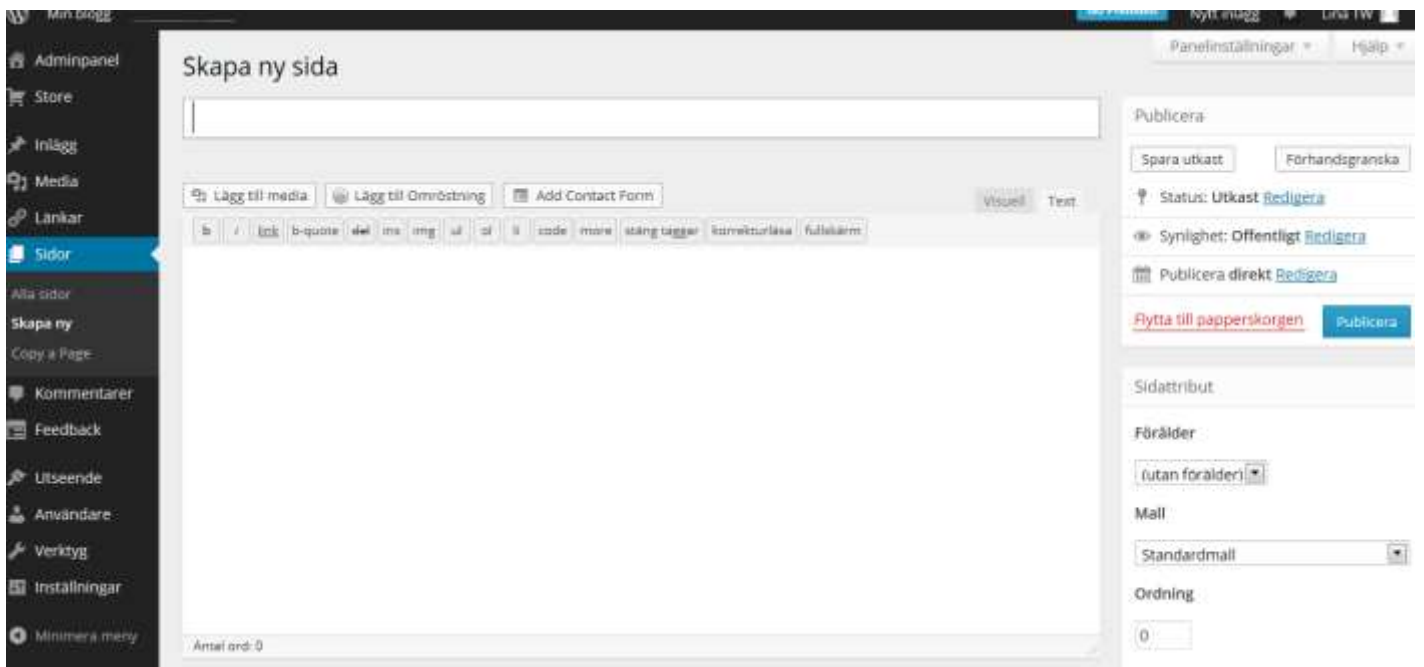 Min blogg
Nytt inlägg
Lina TW
Adminpanel
Store
Inlägg
Media
Länkar
Sidor
Alla sidor
Skapa ny
Copy a Page
Kommentarer
Feedback
Utseende
Användare
Verktyg
Inställningar
Minimera meny
Panelinställningar
Hjälp
Skapa ny sida
Lägg till media
Lägg till Omröstning
Add Contact Form
Visuell
Text
b i link b-quote del ins img ul ol li code more stäng taggar korrekturläsa fullskärm
Antal ord: 0
Publicera
Spara utkast
Förhandsgranska
Status: Utkast Redigera
Synlighet: Offentligt Redigera
Publicera direkt Redigera
Flytta till papperskorgen
Publicera
Sidattribut
Förälder
(utan förälder)
Mall
Standardmall
Ordning
0